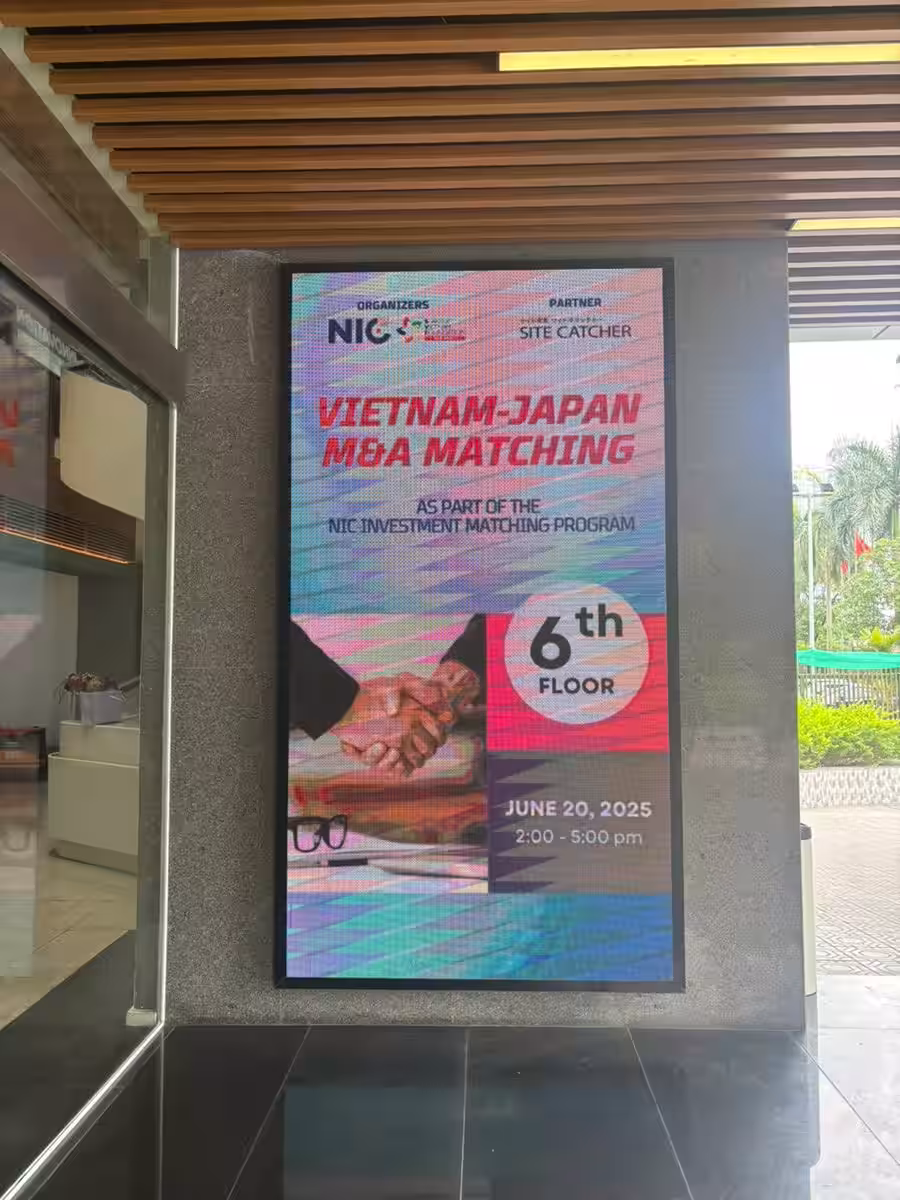 ORGANIZERS
NIC
PARTNER
SITE CATCHER
VIETNAM-JAPAN
M&A MATCHING
AS PART OF THE
NIC INVESTMENT MATCHING PROGRAM
6th
FLOOR
JUNE 20, 2025
2:00 - 5:00 pm